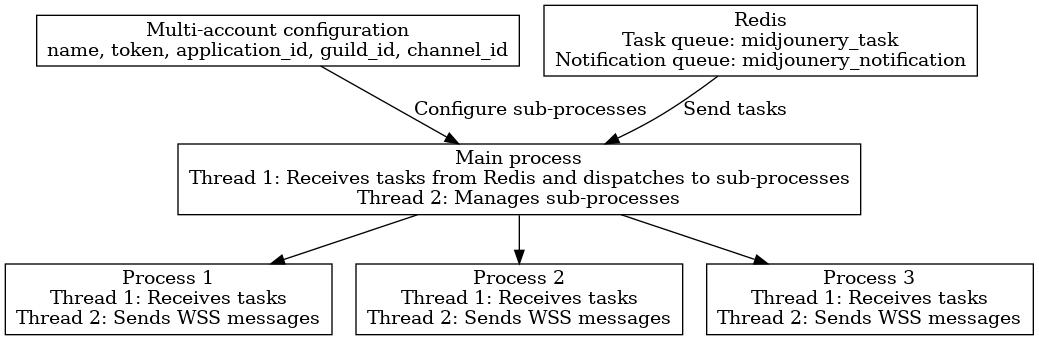 Multi-account configuration
name, token, application_id, guild_id, channel_id
Redis
Task queue: midjounery_task
Notification queue: midjounery_notification
Configure sub-processes
Send tasks
Main process
Thread 1: Receives tasks from Redis and dispatches to sub-processes
Thread 2: Manages sub-processes
Process 1
Thread 1: Receives tasks
Thread 2: Sends WSS messages
Process 2
Thread 1: Receives tasks
Thread 2: Sends WSS messages
Process 3
Thread 1: Receives tasks
Thread 2: Sends WSS messages